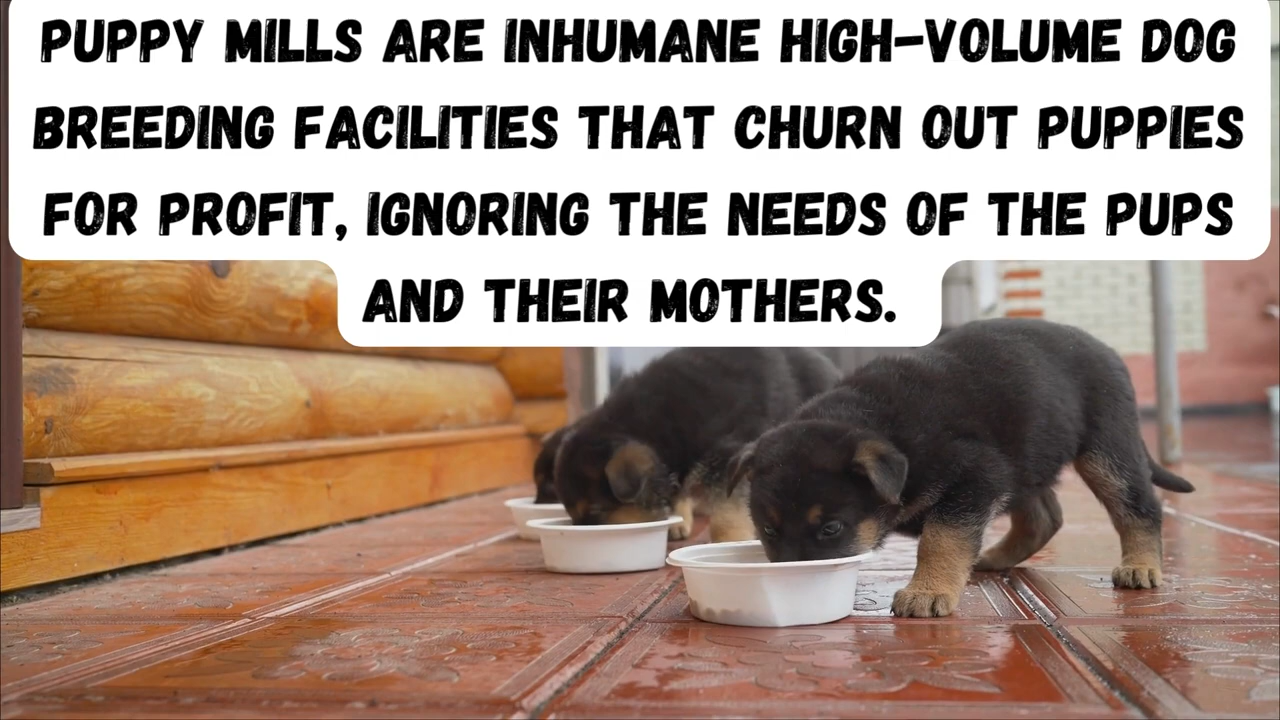 PUPPY MILLS ARE INHUMANE HIGH-VOLUME DOG
BREEDING FACILITIES THAT CHURN OUT PUPPIES
FOR PROFIT, IGNORING THE NEEDS OF THE PUPS
AND THEIR MOTHERS.